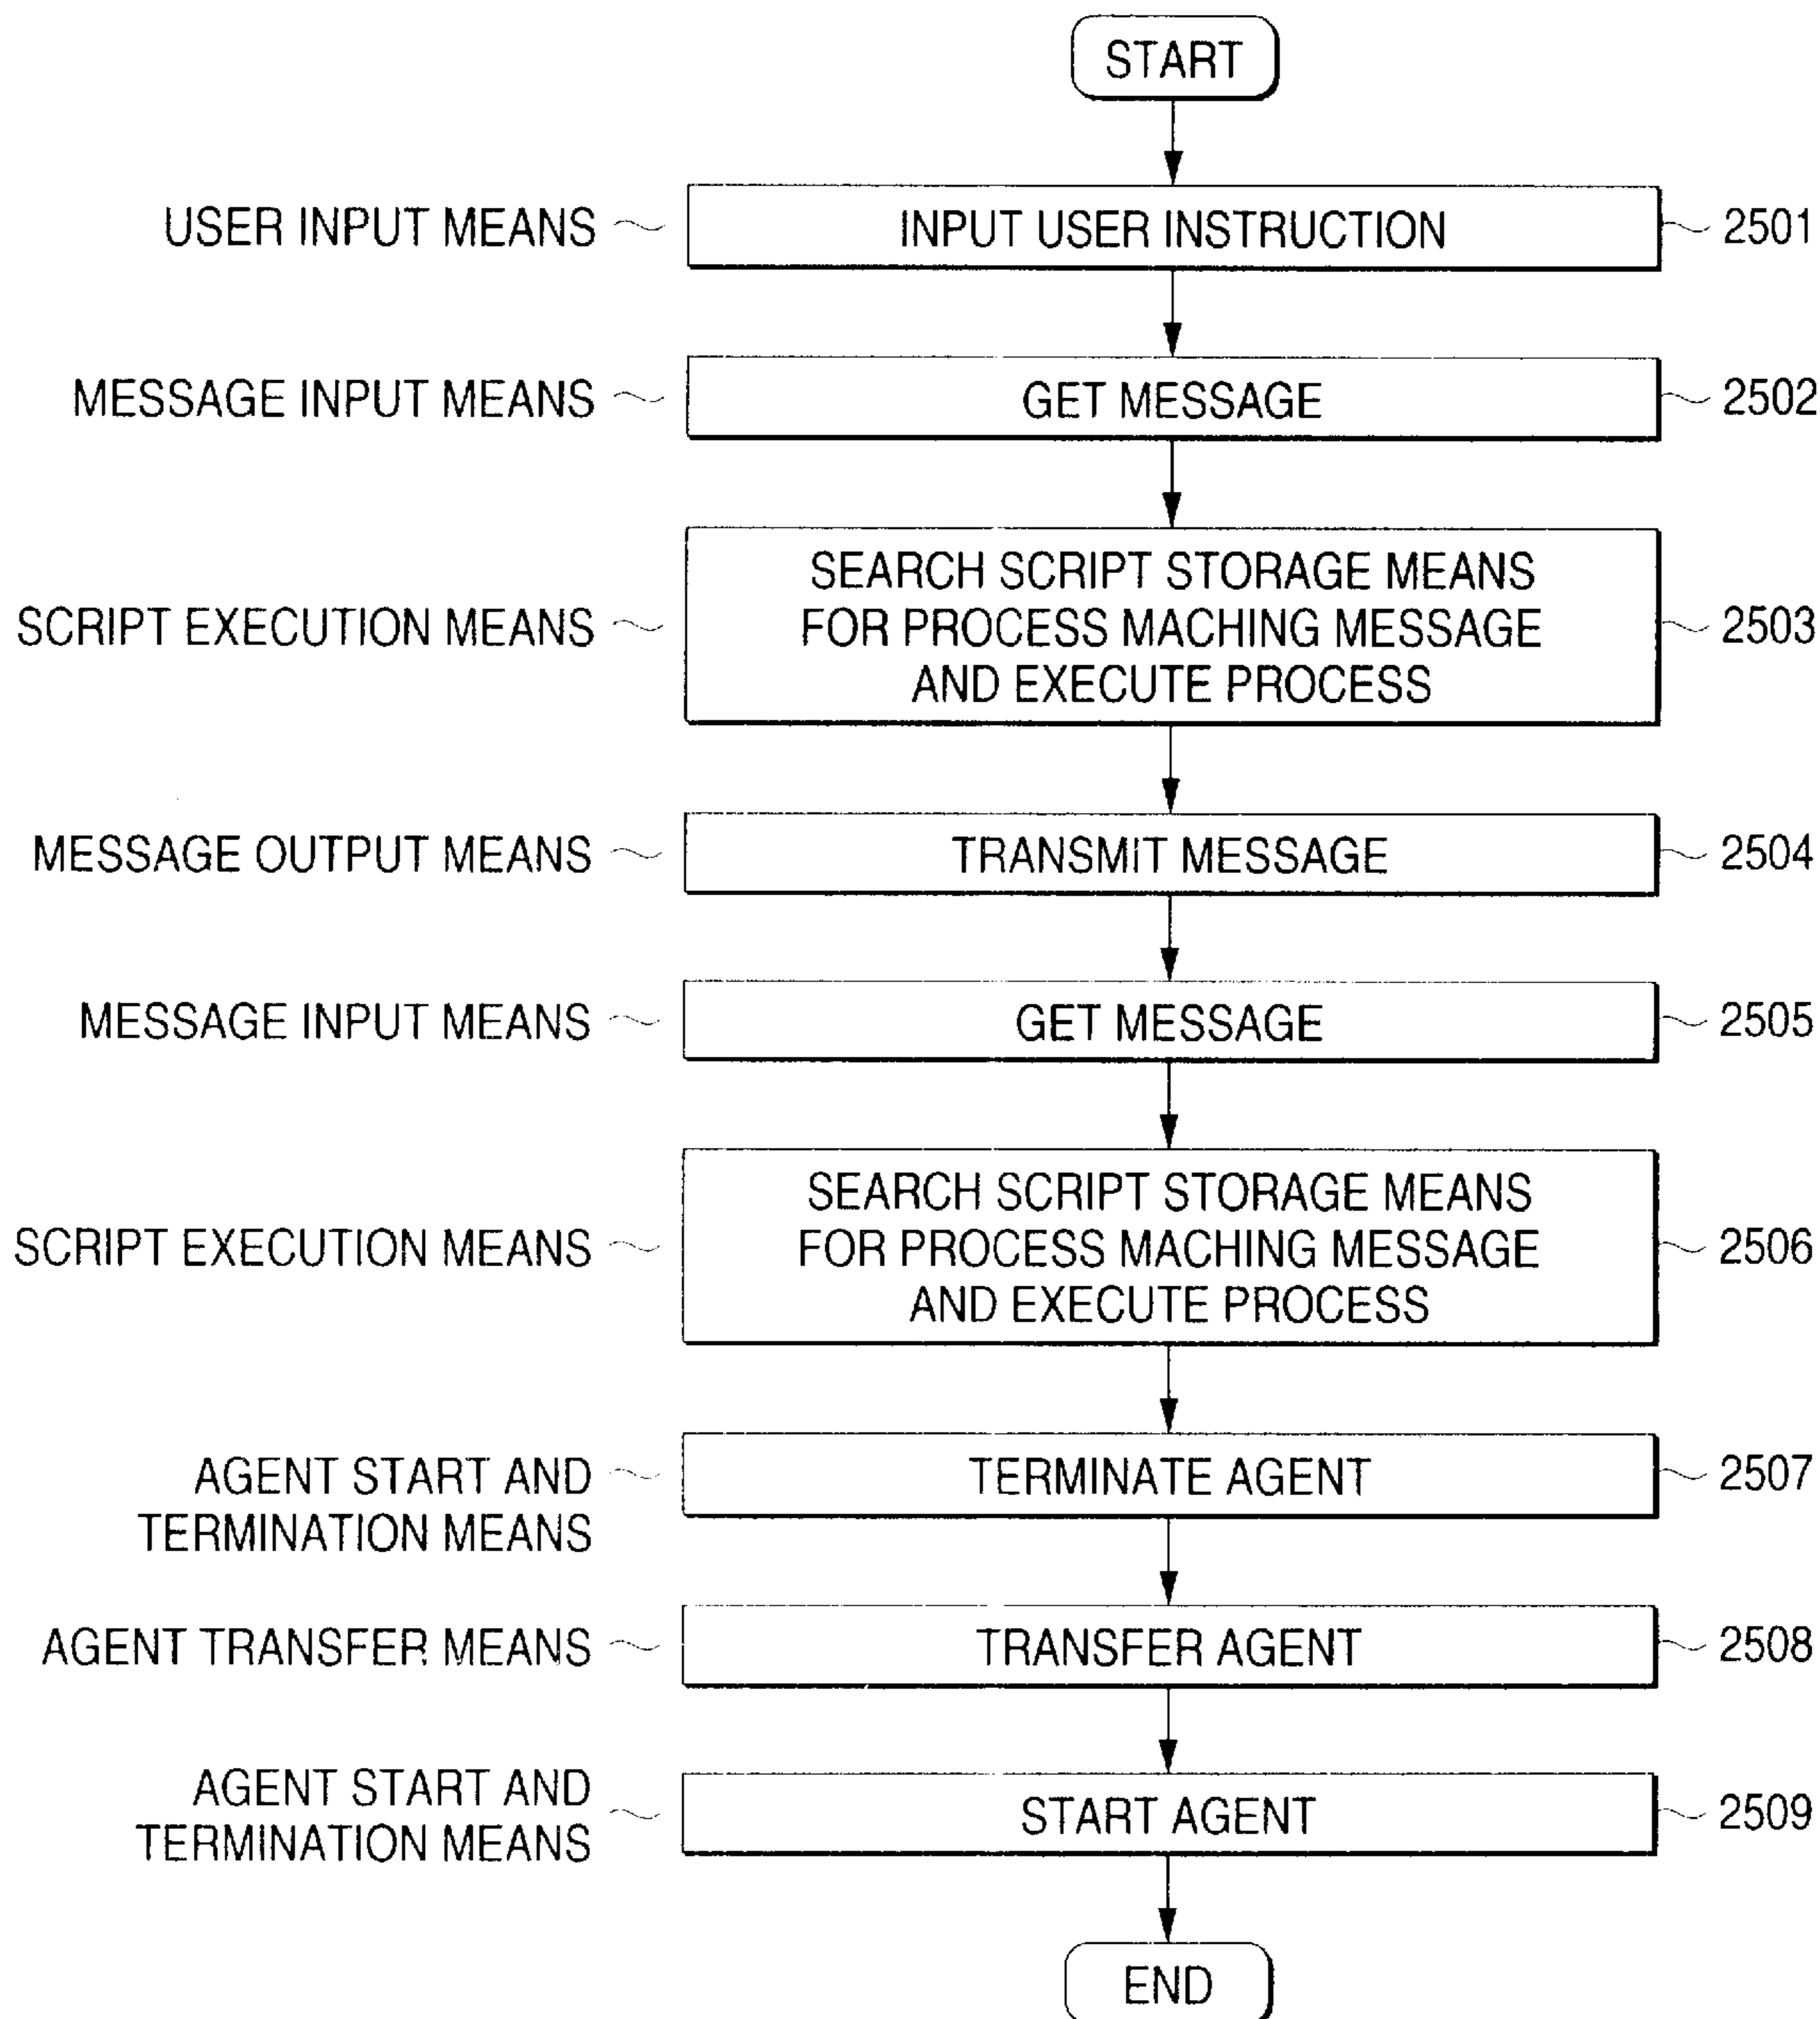 START
USER INPUT MEANS
INPUT USER INSTRUCTION
2501
MESSAGE INPUT MEANS
GET MESSAGE
2502
SCRIPT EXECUTION MEANS
SEARCH SCRIPT STORAGE MEANS
FOR PROCESS MACHING MESSAGE
AND EXECUTE PROCESS
2503
MESSAGE OUTPUT MEANS
TRANSMIT MESSAGE
2504
MESSAGE INPUT MEANS
GET MESSAGE
2505
SCRIPT EXECUTION MEANS
SEARCH SCRIPT STORAGE MEANS
FOR PROCESS MACHING MESSAGE
AND EXECUTE PROCESS
2506
AGENT START AND
TERMINATION MEANS
TERMINATE AGENT
2507
AGENT TRANSFER MEANS
TRANSFER AGENT
2508
AGENT START AND
TERMINATION MEANS
START AGENT
2509
END